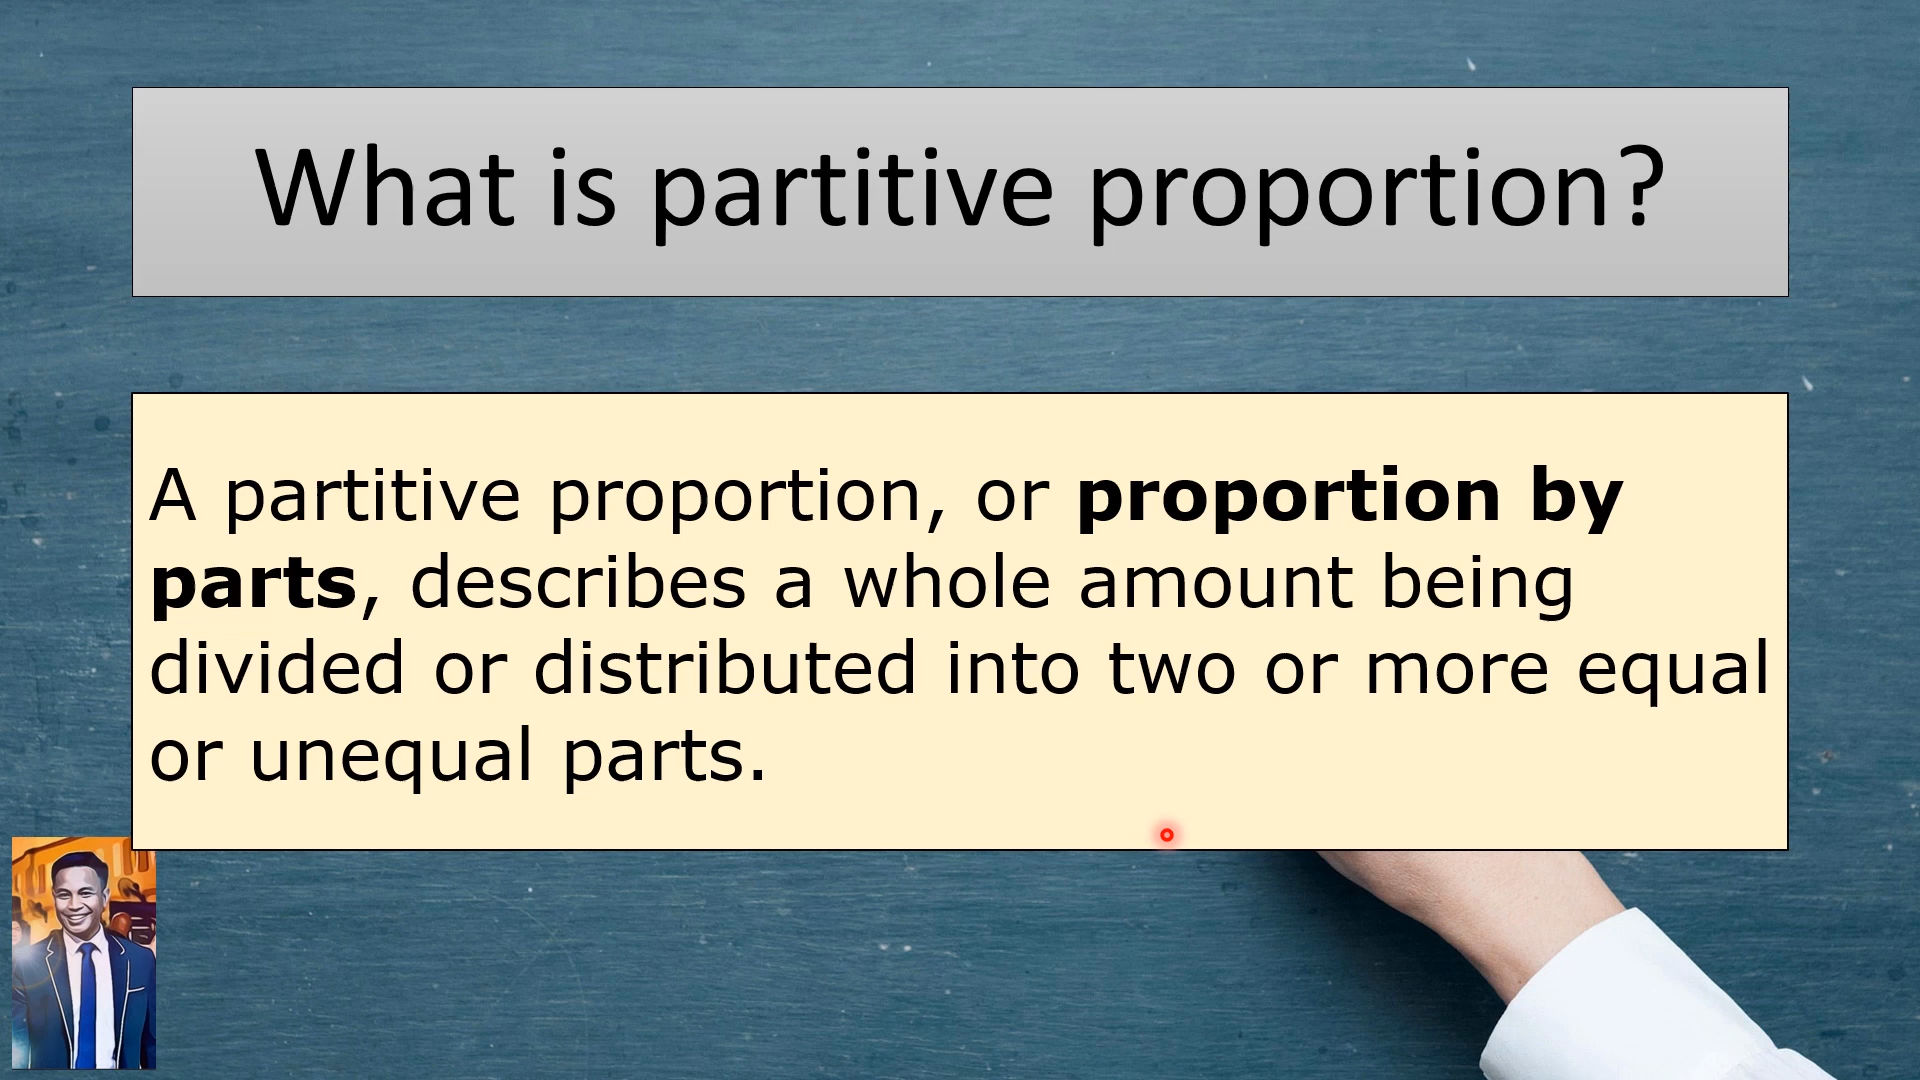 What is partitive proportion?
A partitive proportion, or proportion by
parts, describes a whole amount being
divided or distributed into two or more equal
or unequal parts.